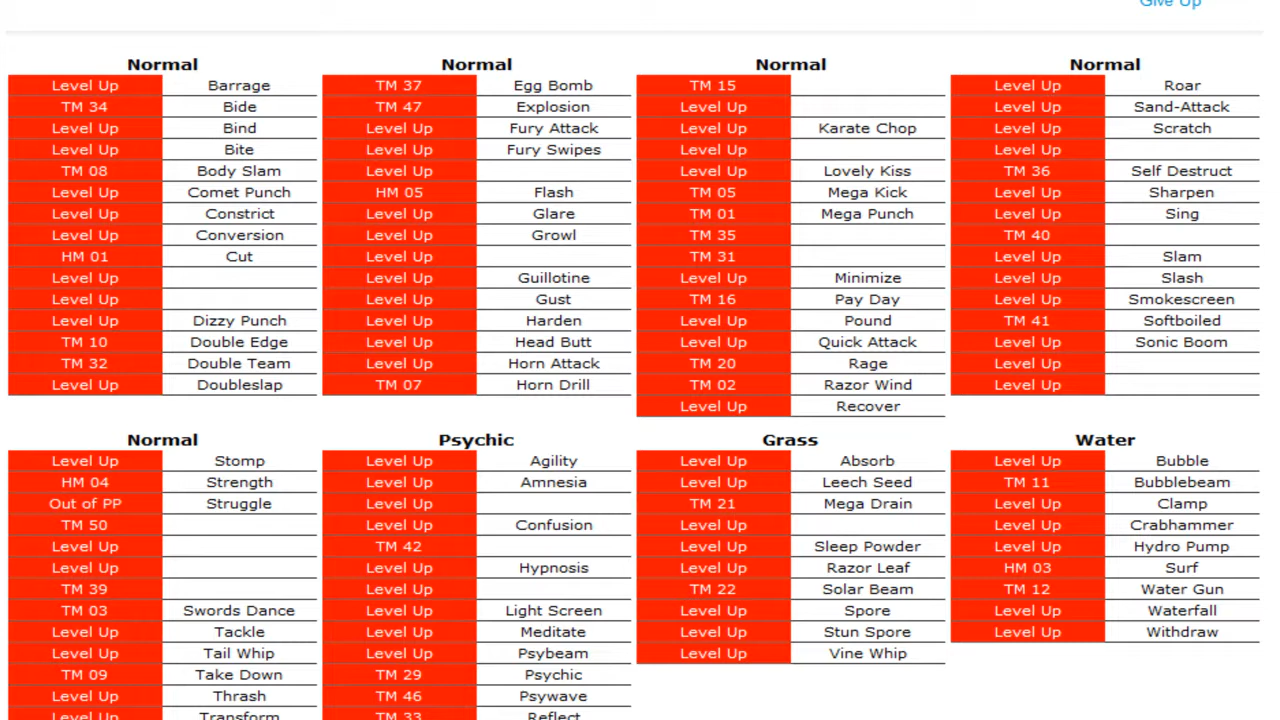 Give Up
Normal
Level Up Barrage
TM 34 Bide
Level Up Bind
Level Up Bite
TM 08 Body Slam
Level Up Comet Punch
Level Up Constrict
Level Up Conversion
HM 01 Cut
Level Up
Level Up
Level Up Dizzy Punch
TM 10 Double Edge
TM 32 Double Team
Level Up Doubleslap
Normal
TM 37 Egg Bomb
TM 47 Explosion
Level Up Fury Attack
Level Up Fury Swipes
Level Up
HM 05 Flash
Level Up Glare
Level Up Growl
Level Up
Level Up Guillotine
Level Up Gust
Level Up Harden
Level Up Head Butt
Level Up Horn Attack
TM 07 Horn Drill
Normal
TM 15
Level Up
Level Up Karate Chop
Level Up
Level Up Lovely Kiss
TM 05 Mega Kick
TM 01 Mega Punch
TM 35
TM 31
Level Up Minimize
TM 16 Pay Day
Level Up Pound
Level Up Quick Attack
TM 20 Rage
TM 02 Razor Wind
Level Up Recover
Normal
Level Up Roar
Level Up Sand-Attack
Level Up Scratch
Level Up
TM 36 Self Destruct
Level Up Sharpen
Level Up Sing
TM 40
Level Up Slam
Level Up Slash
Level Up Smokescreen
TM 41 Softboiled
Level Up Sonic Boom
Level Up
Level Up
Normal
Level Up Stomp
HM 04 Strength
Out of PP Struggle
TM 50
Level Up
Level Up
TM 39
TM 03 Swords Dance
Level Up Tackle
Level Up Tail Whip
TM 09 Take Down
Level Up Thrash
Level Up Transform
Psychic
Level Up Agility
Level Up Amnesia
Level Up
Level Up Confusion
TM 42
Level Up Hypnosis
Level Up
Level Up Light Screen
Level Up Meditate
Level Up Psybeam
TM 29 Psychic
TM 46 Psywave
TM 33 Reflect
Grass
Level Up Absorb
Level Up Leech Seed
TM 21 Mega Drain
Level Up
Level Up Sleep Powder
Level Up Razor Leaf
TM 22 Solar Beam
Level Up Spore
Level Up Stun Spore
Level Up Vine Whip
Water
Level Up Bubble
TM 11 Bubblebeam
Level Up Clamp
Level Up Crabhammer
Level Up Hydro Pump
HM 03 Surf
TM 12 Water Gun
Level Up Waterfall
Level Up Withdraw